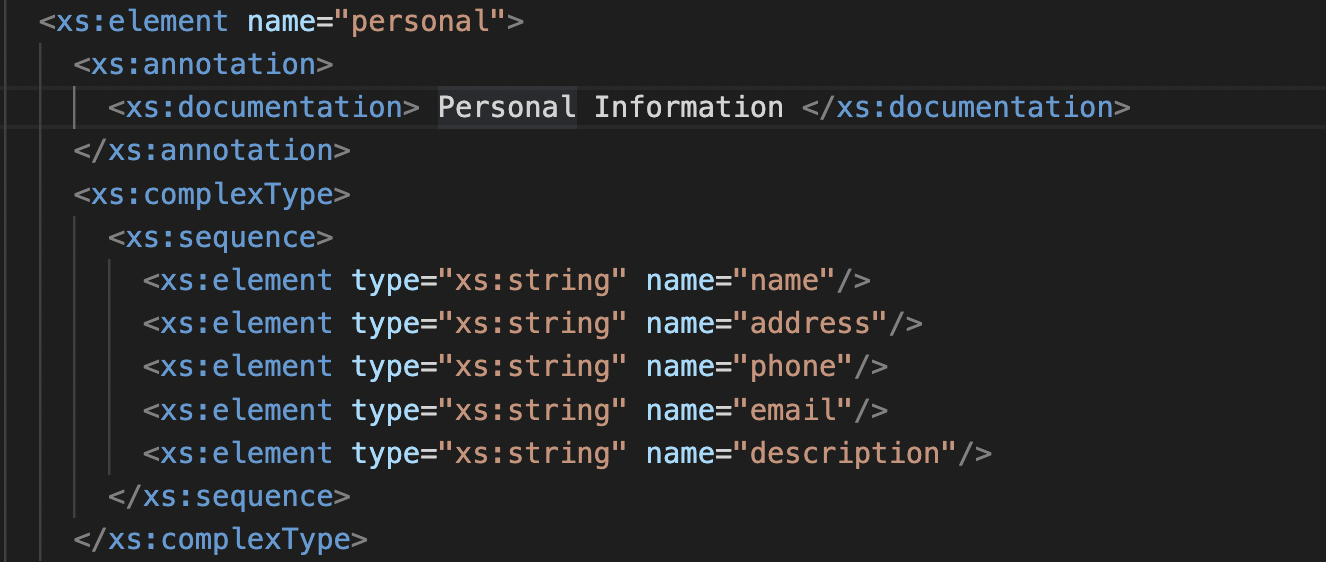 <xs:element name="personal">
<xs:annotation>
<xs:documentation> Personal Information </xs:documentation>
</xs:annotation>
<xs:complexType>
<xs:sequence>
<xs:element type="xs:string" name="name"/>
<xs:element type="xs:string" name="address"/>
<xs:element type="xs:string" name="phone"/>
<xs:element type="xs:string" name="email"/>
<xs:element type="xs:string" name="description"/>
</xs:sequence>
</xs:complexType>